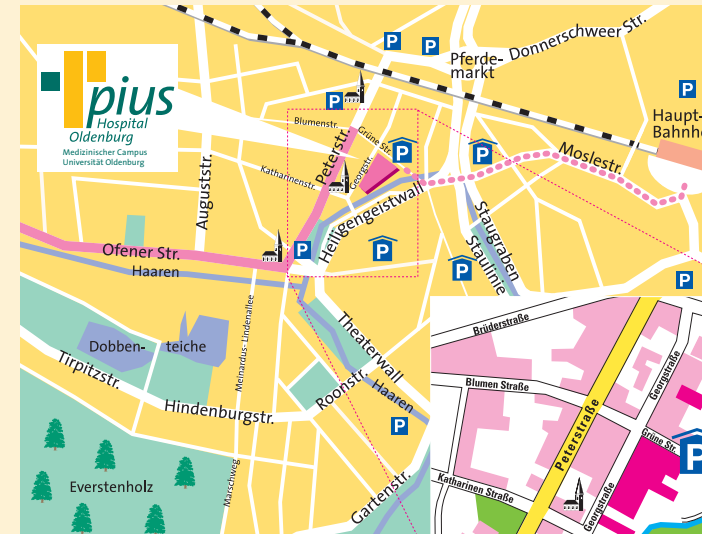 pius
Hospital
Oldenburg
Medizinischer Campus
Universität Oldenburg
P
P
Pferde-
markt
Donnerschweer Str.
P
P
Haupt-
Bahnh
Auguststr.
Blumenstr.
Peterstr.
Grüne Str.
Georgstr.
P
P
Moslestr.
Katharinenstr.
Heiligengeistwall
Staugraben
Staulinie
Ofener Str.
Haaren
P
P
P
P
Dobben-
teiche
Meinardus-
Lindenallee
Theaterwall
Haaren
Tirpitzstr.
Hindenburgstr.
Roonstr.
P
Everstenholz
Marschweg
Gartenstr.
Brüderstraße
Blumen Straße
Peterstraße
Georgstraße
Grüne Str.
P
Katharinen Straße
Georgstraße